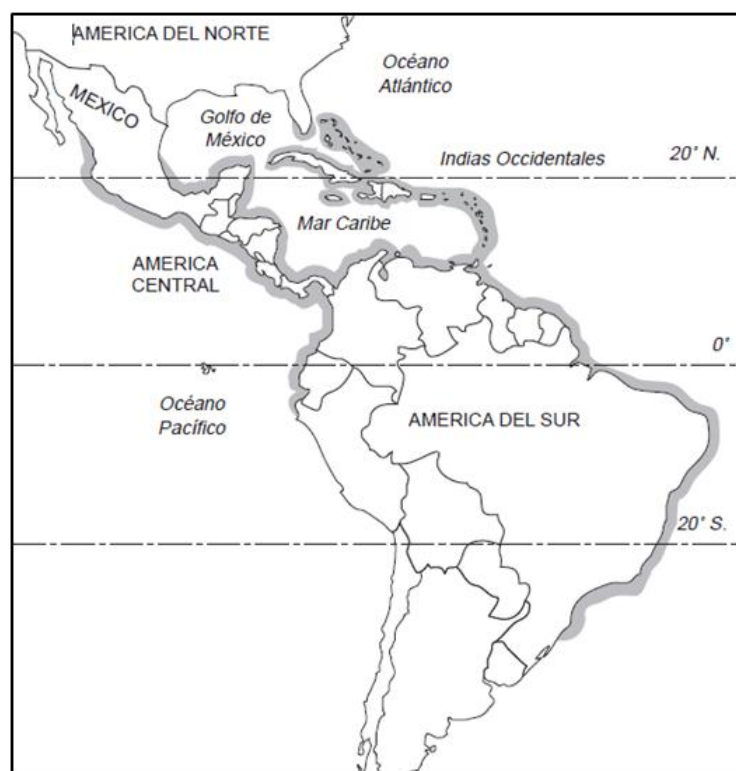 AMERICA DEL NORTE
Océano
Atlántico
MEXICO
Golfo de
México
Indias Occidentales
20° N.
Mar Caribe
AMERICA
CENTRAL
0°
Océano
Pacífico
AMERICA DEL SUR
20° S.